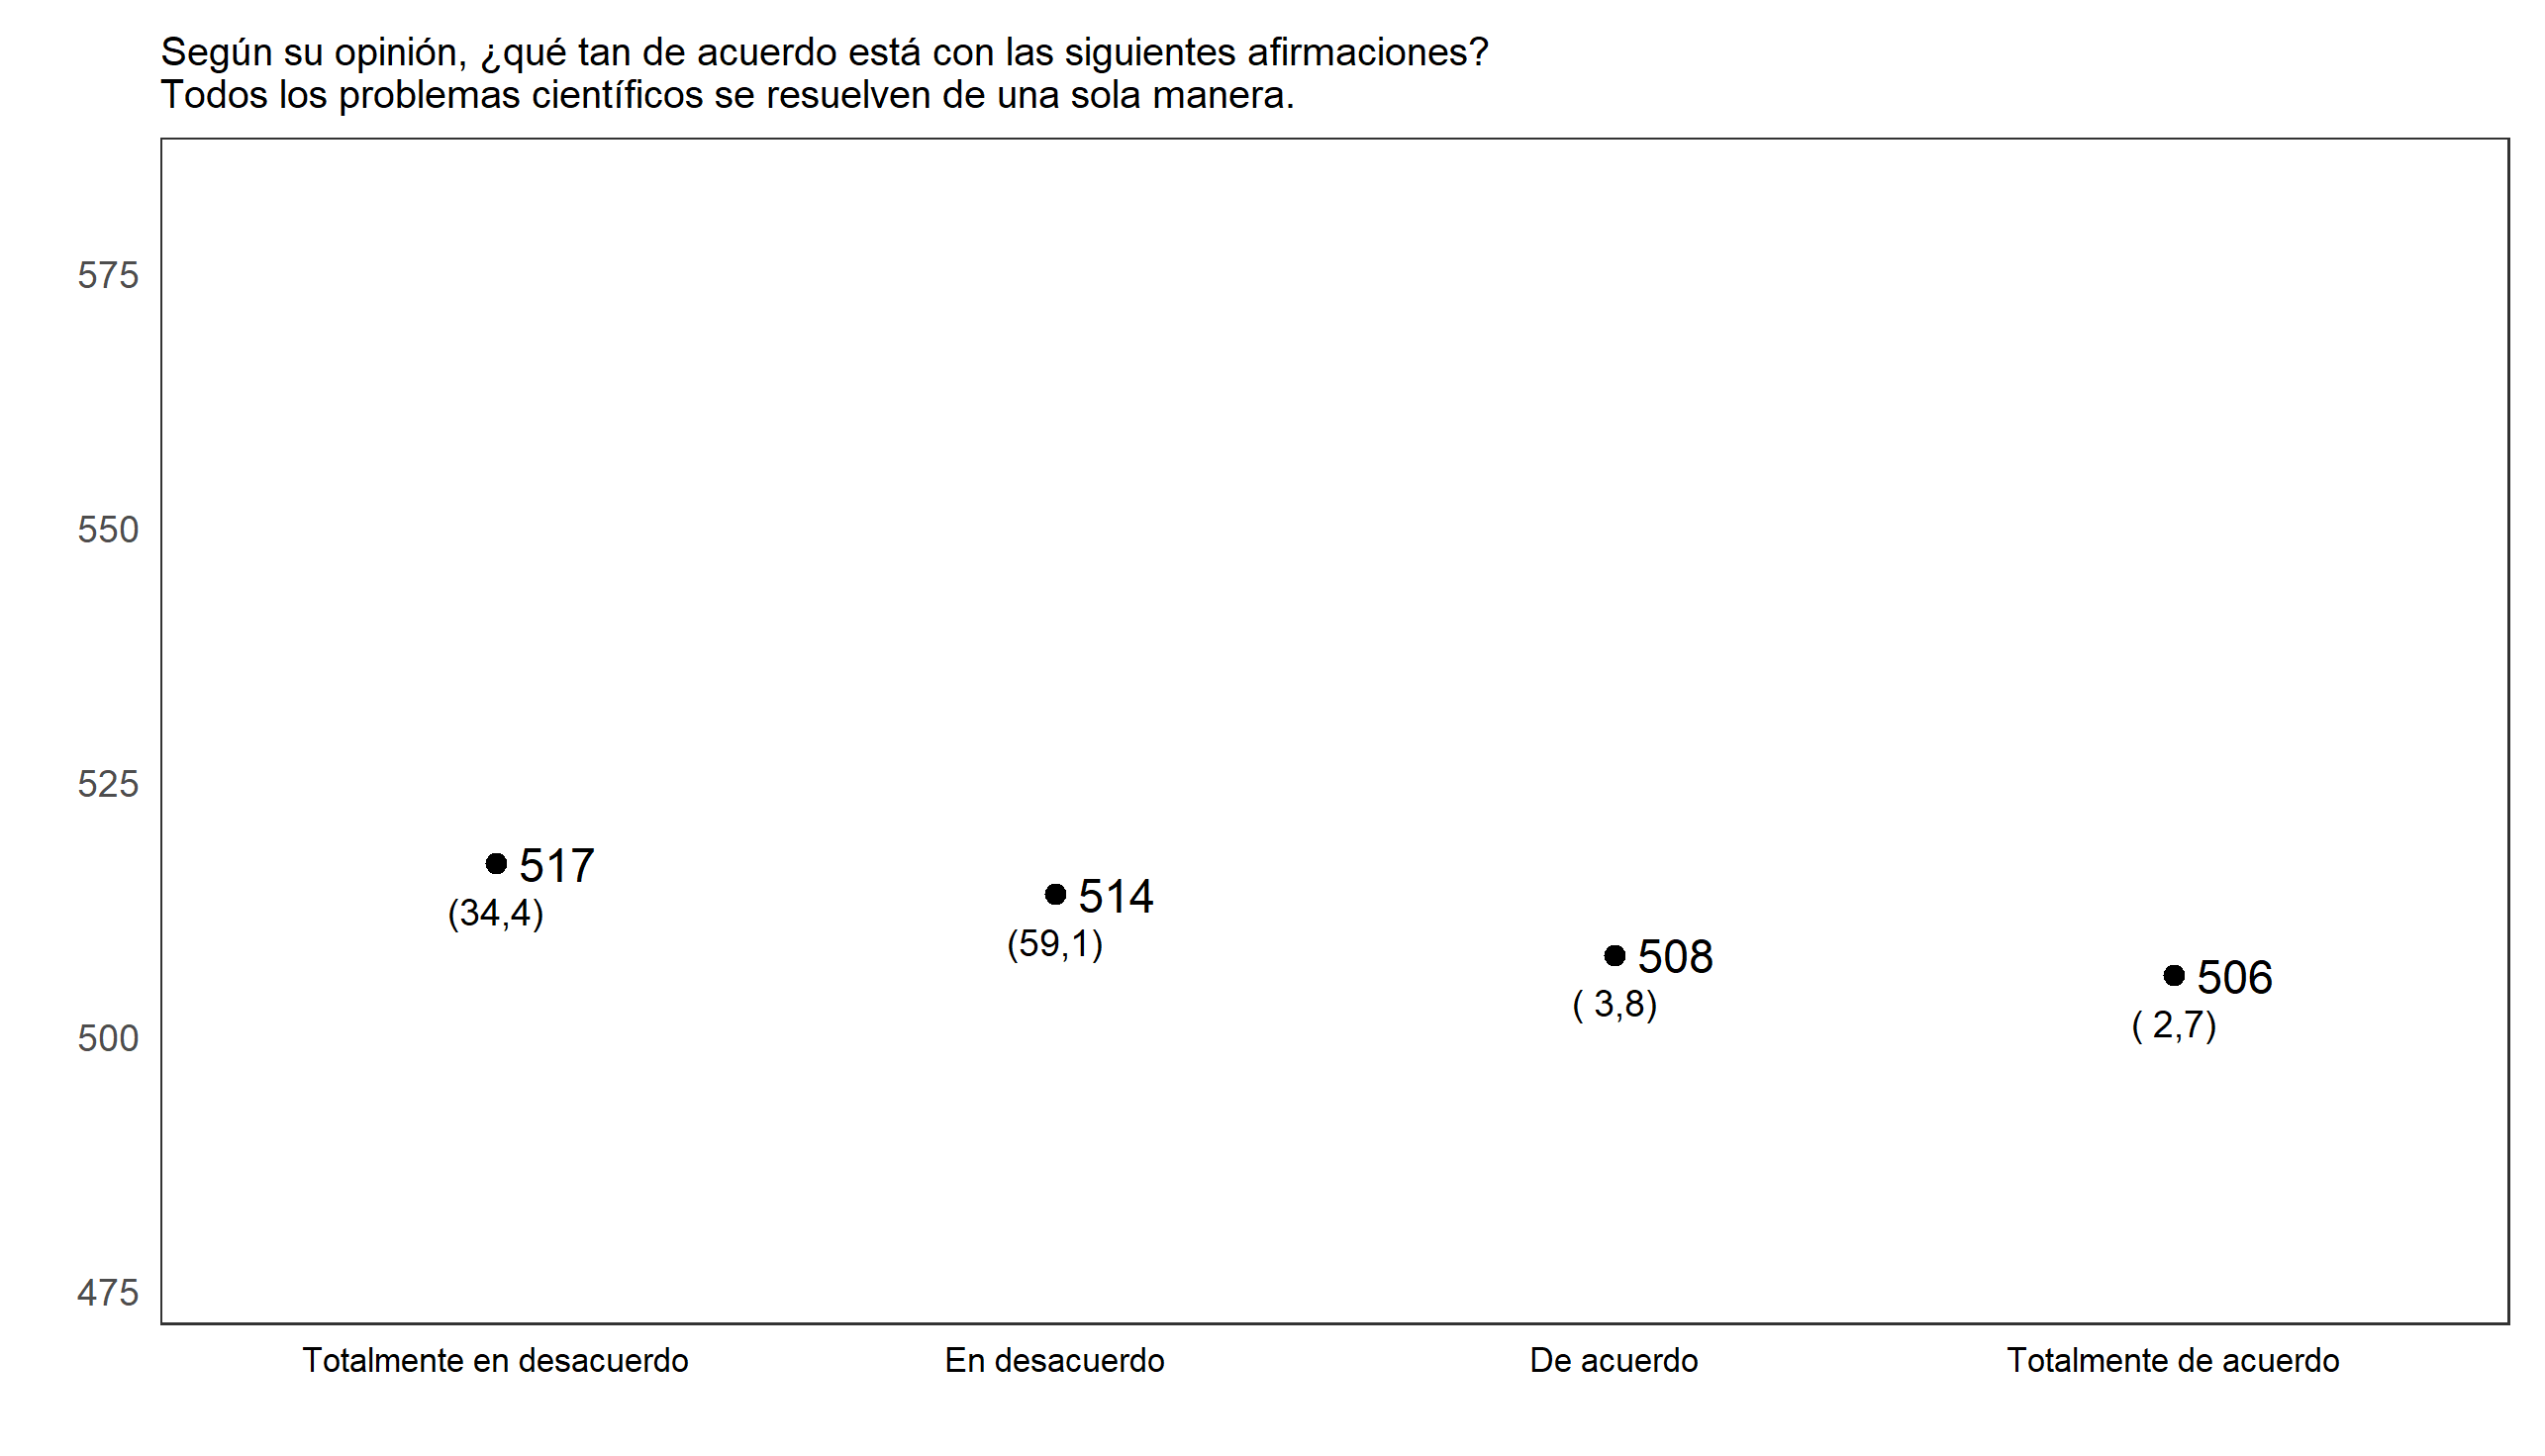 Según su opinión, ¿qué tan de acuerdo está con las siguientes afirmaciones?
Todos los problemas científicos se resuelven de una sola manera.
575
550
525
500
475
517
(34,4)
514
(59,1)
508
( 3,8)
506
( 2,7)
Totalmente en desacuerdo
En desacuerdo
De acuerdo
Totalmente de acuerdo